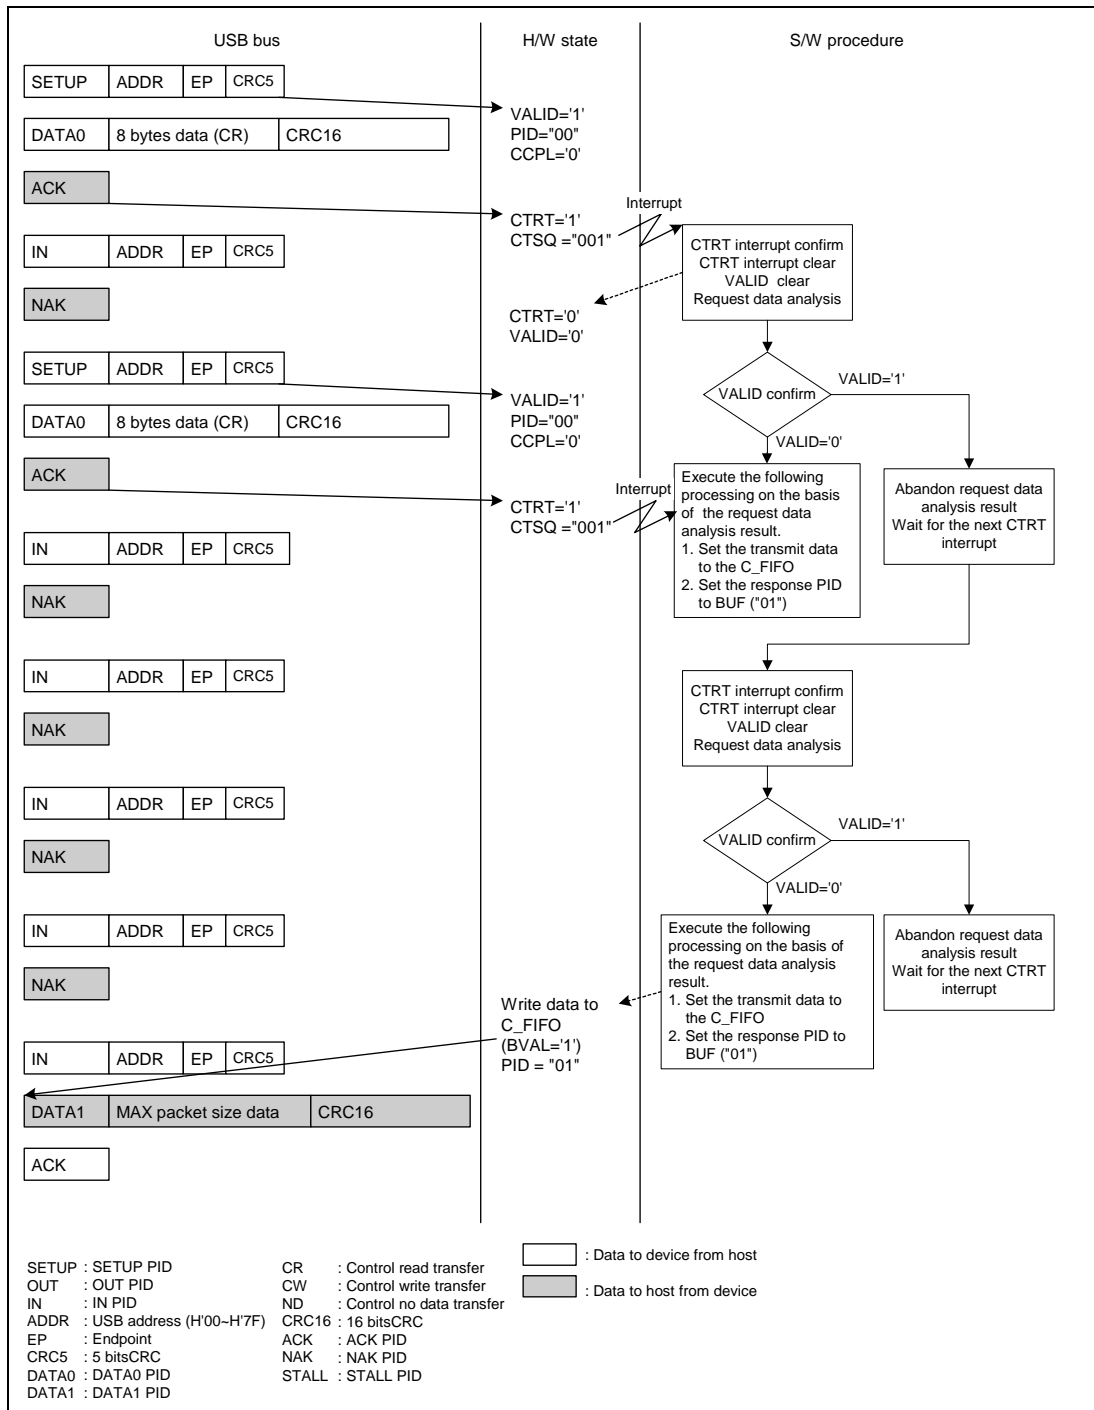 USB bus
H/W state
S/W procedure
SETUP ADDR EP CRC5
VALID='1'
PID="00"
CCPL='0'
DATA0 8 bytes data (CR) CRC16
ACK
CTRT='1'
CTSQ ="001"
Interrupt
CTRT interrupt confirm
CTRT interrupt clear
VALID clear
Request data analysis
IN ADDR EP CRC5
NAK
CTRT='0'
VALID='0'
SETUP ADDR EP CRC5
VALID='1'
PID="00"
CCPL='0'
VALID confirm
VALID='1'
VALID='0'
DATA0 8 bytes data (CR) CRC16
ACK
CTRT='1'
CTSQ ="001"
Interrupt
Execute the following
processing on the basis
of the request data
analysis result.
1. Set the transmit data
to the C_FIFO
2. Set the response PID
to BUF ("01")
Abandon request data
analysis result
Wait for the next CTRT
interrupt
IN ADDR EP CRC5
NAK
IN ADDR EP CRC5
NAK
CTRT interrupt confirm
CTRT interrupt clear
VALID clear
Request data analysis
IN ADDR EP CRC5
NAK
VALID confirm
VALID='1'
VALID='0'
IN ADDR EP CRC5
NAK
Execute the following
processing on the basis of
the request data analysis
result.
1. Set the transmit data to
the C_FIFO
2. Set the response PID to
BUF ("01")
Abandon request data
analysis result
Wait for the next CTRT
interrupt
Write data to
C_FIFO
(BVAL='1')
PID = "01"
IN ADDR EP CRC5
DATA1 MAX packet size data CRC16
ACK
: Data to device from host
: Data to host from device
SETUP : SETUP PID
OUT : OUT PID
IN : IN PID
ADDR : USB address (H'00~H'7F)
EP : Endpoint
CRC5 : 5 bitsCRC
DATA0 : DATA0 PID
DATA1 : DATA1 PID
CR : Control read transfer
CW : Control write transfer
ND : Control no data transfer
CRC16 : 16 bitsCRC
ACK : ACK PID
NAK : NAK PID
STALL : STALL PID